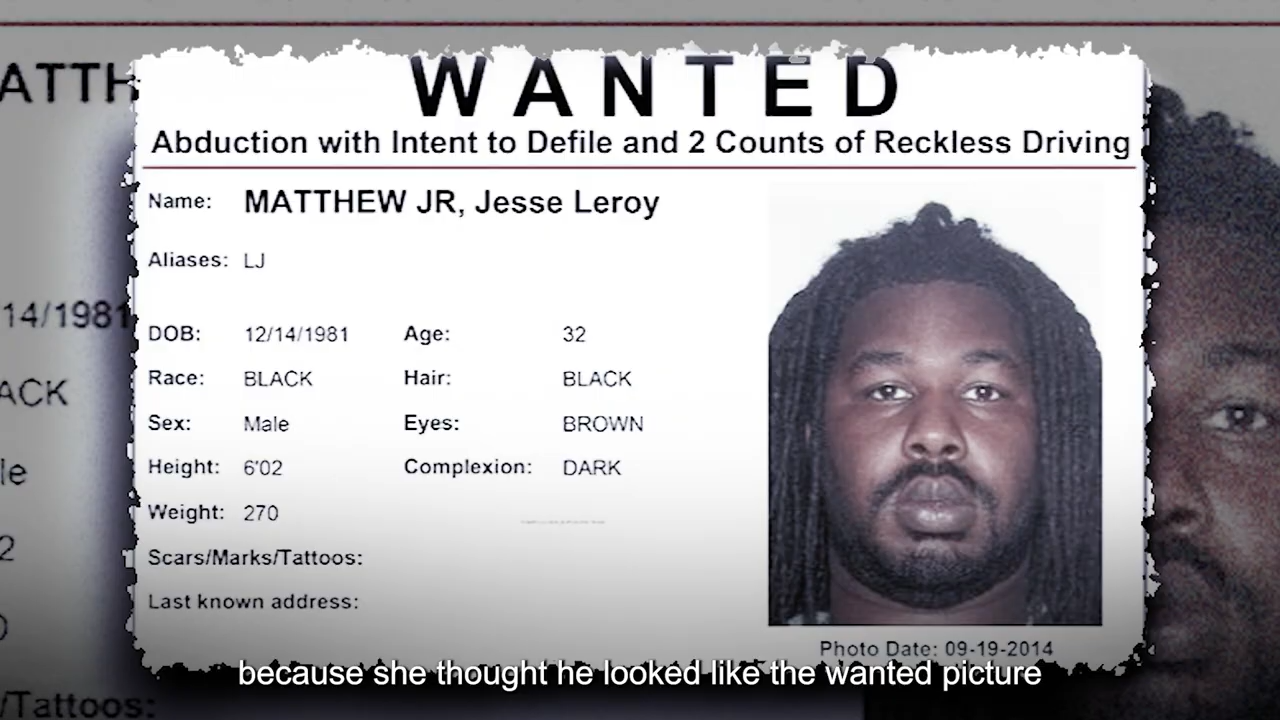 WANTED
Abduction with Intent to Defile and 2 Counts of Reckless Driving
Name: MATTHEW JR, Jesse Leroy
Aliases: LJ
DOB: 12/14/1981 Age: 32
Race: BLACK Hair: BLACK
Sex: Male Eyes: BROWN
Height: 6'02 Complexion: DARK
Weight: 270
Scars/Marks/Tattoos:
Last known address:
Photo Date: 09-19-2014
because she thought he looked like the wanted picture
ATTH
14/1981
ACK
le
2
/Tattoos: